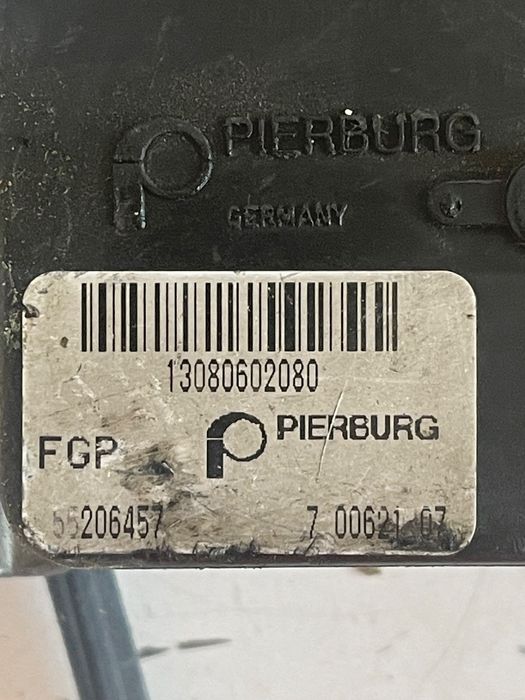 PIERBURG
GERMANY
13080602080
PIERBURG
FGP
55206457 7 00621 07